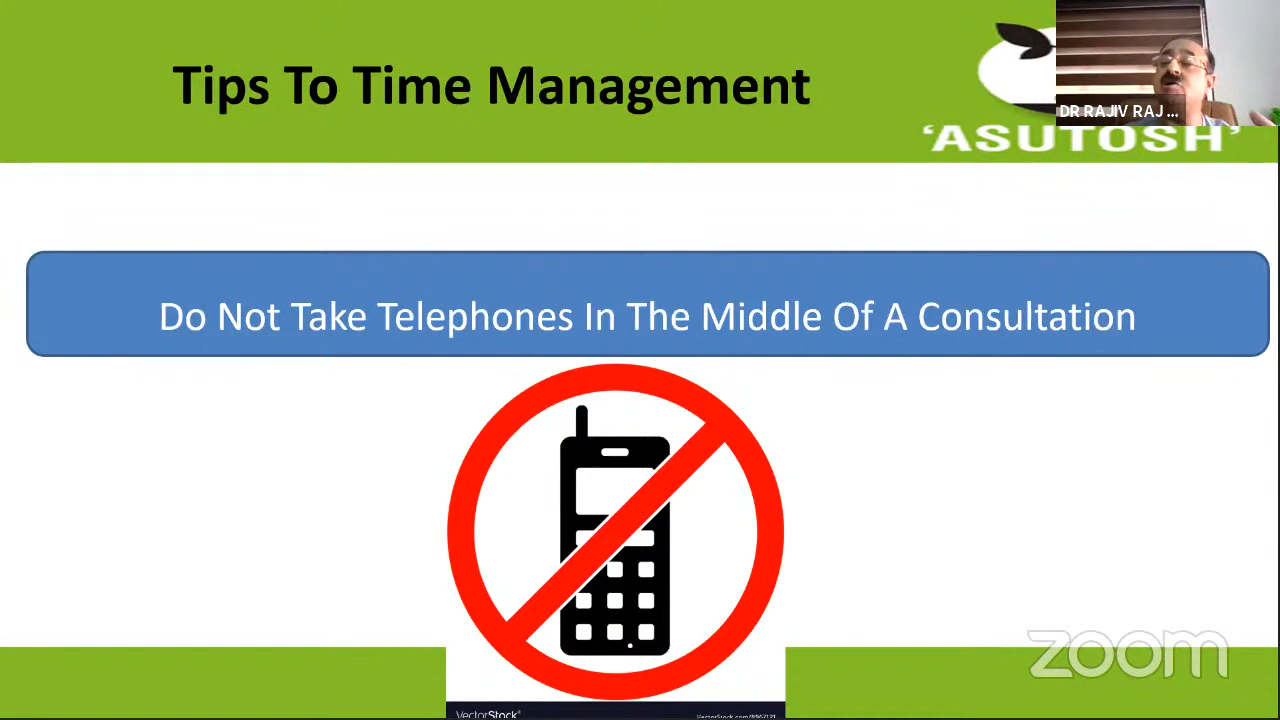 Tips To Time Management
DR RAJIV RAJ ...
‘ASUTOSH’
Do Not Take Telephones In The Middle Of A Consultation
zoom
VectorStock®